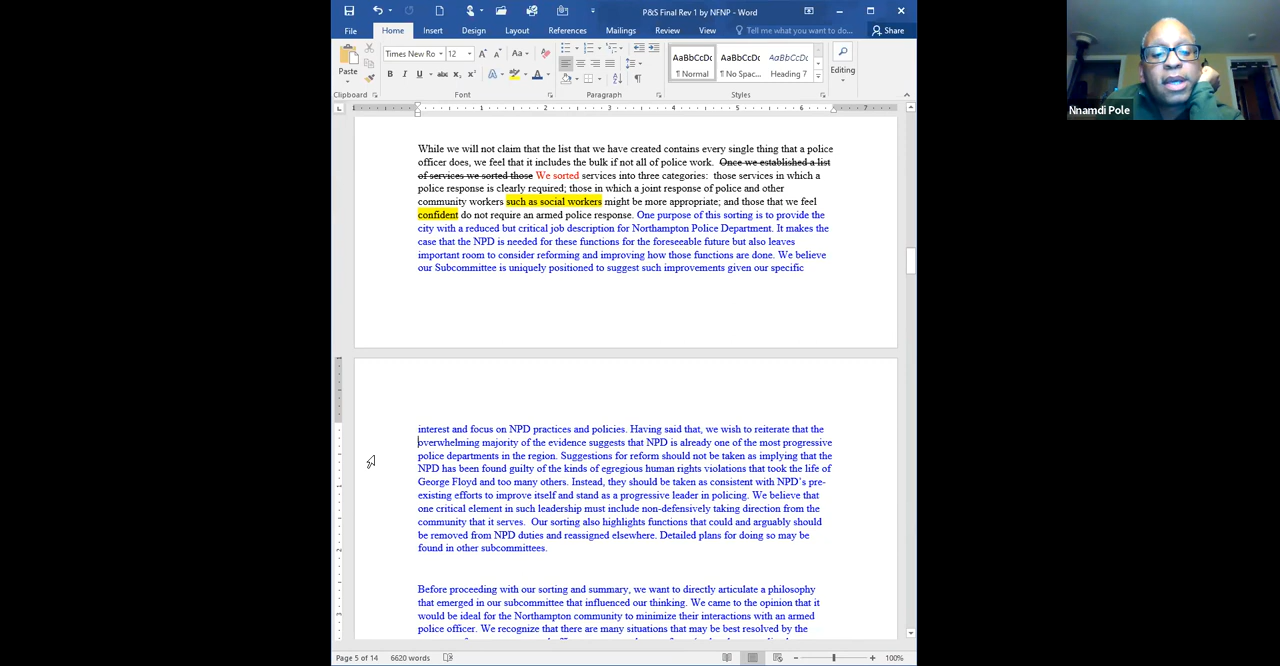 P&S Final Rev 1 by NFNP - Word
File Home Insert Design Layout References Mailings Review View Tell me what you want to do... Share
Paste
Times New Ro 12
AaBbCcDc AaBbCcDc AaBbCcDc
¶ Normal ¶ No Spac... Heading 7
Editing
Clipboard Font Paragraph Styles
Nnamdi Pole
While we will not claim that the list that we have created contains every single thing that a police
officer does, we feel that it includes the bulk if not all of police work. Once we established a list
of services we sorted those We sorted services into three categories: those services in which a
police response is clearly required; those in which a joint response of police and other
community workers such as social workers might be more appropriate; and those that we feel
confident do not require an armed police response. One purpose of this sorting is to provide the
city with a reduced but critical job description for Northampton Police Department. It makes the
case that the NPD is needed for these functions for the foreseeable future but also leaves
important room to consider reforming and improving how those functions are done. We believe
our Subcommittee is uniquely positioned to suggest such improvements given our specific
interest and focus on NPD practices and policies. Having said that, we wish to reiterate that the
overwhelming majority of the evidence suggests that NPD is already one of the most progressive
police departments in the region. Suggestions for reform should not be taken as implying that the
NPD has been found guilty of the kinds of egregious human rights violations that took the life of
George Floyd and too many others. Instead, they should be taken as consistent with NPD's pre-
existing efforts to improve itself and stand as a progressive leader in policing. We believe that
one critical element in such leadership must include non-defensively taking direction from the
community that it serves. Our sorting also highlights functions that could and arguably should
be removed from NPD duties and reassigned elsewhere. Detailed plans for doing so may be
found in other subcommittees.
Before proceeding with our sorting and summary, we want to directly articulate a philosophy
that emerged in our subcommittee that influenced our thinking. We came to the opinion that it
would be ideal for the Northampton community to minimize their interactions with an armed
police officer. We recognize that there are many situations that may be best resolved by the
Page 5 of 14 6620 words 100%